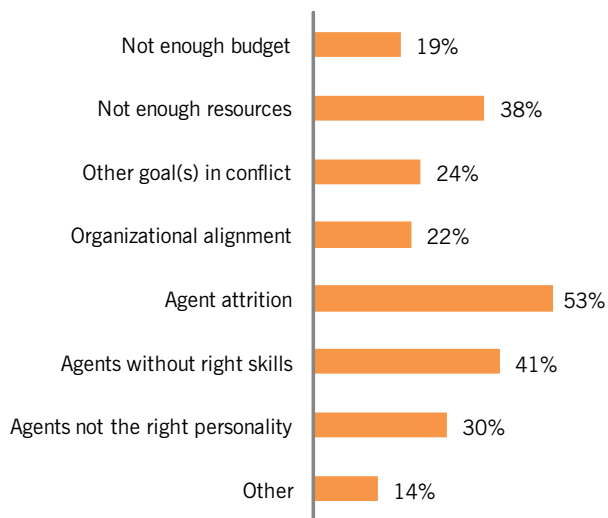 Not enough budget 19%
Not enough resources 38%
Other goal(s) in conflict 24%
Organizational alignment 22%
Agent attrition 53%
Agents without right skills 41%
Agents not the right personality 30%
Other 14%